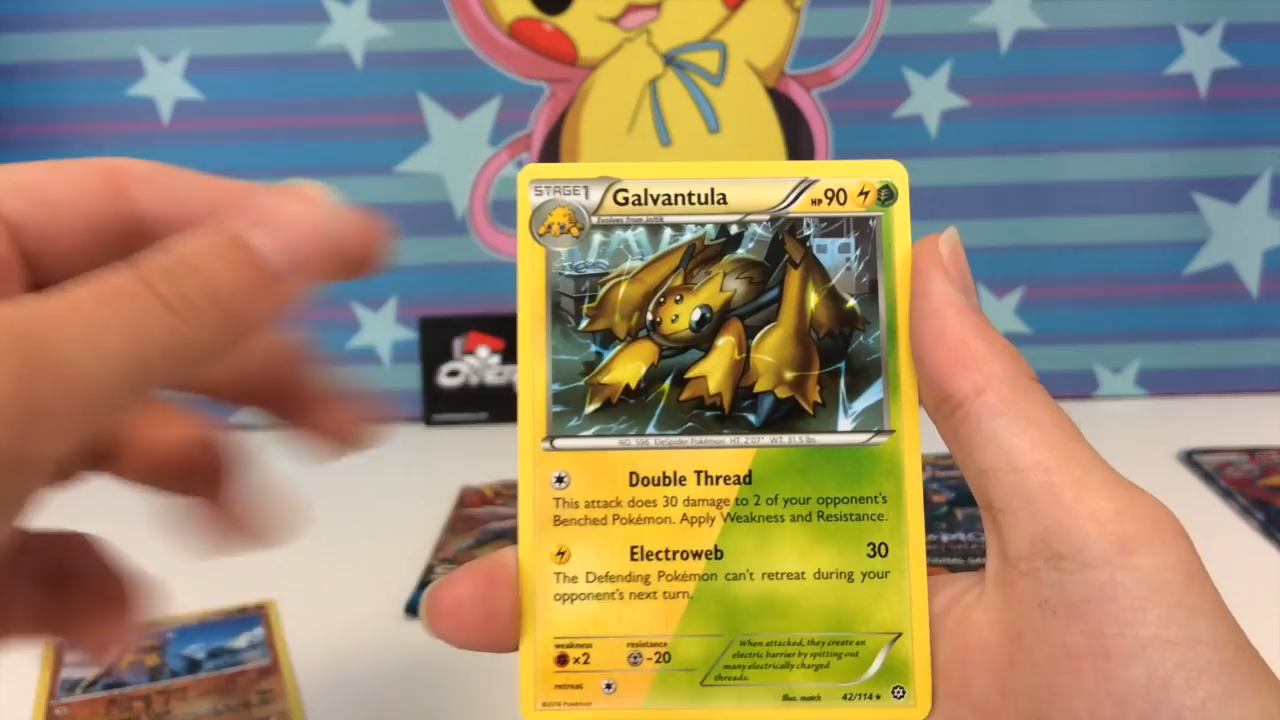 STAGE1 Galvantula HP90
Evolves from Joltik
NO. 596 EleSpider Pokémon HT. 2'07" WT. 31.5 lbs.
Double Thread
This attack does 30 damage to 2 of your opponent's
Benched Pokémon. Apply Weakness and Resistance.
Electroweb 30
The Defending Pokémon can't retreat during your
opponent's next turn.
weakness resistance
×2 -20
retreat
When attacked, they create an
electric barrier by spitting out
many electrically charged
threads.
Illus. match 42/114 ★
©2016 Pokémon